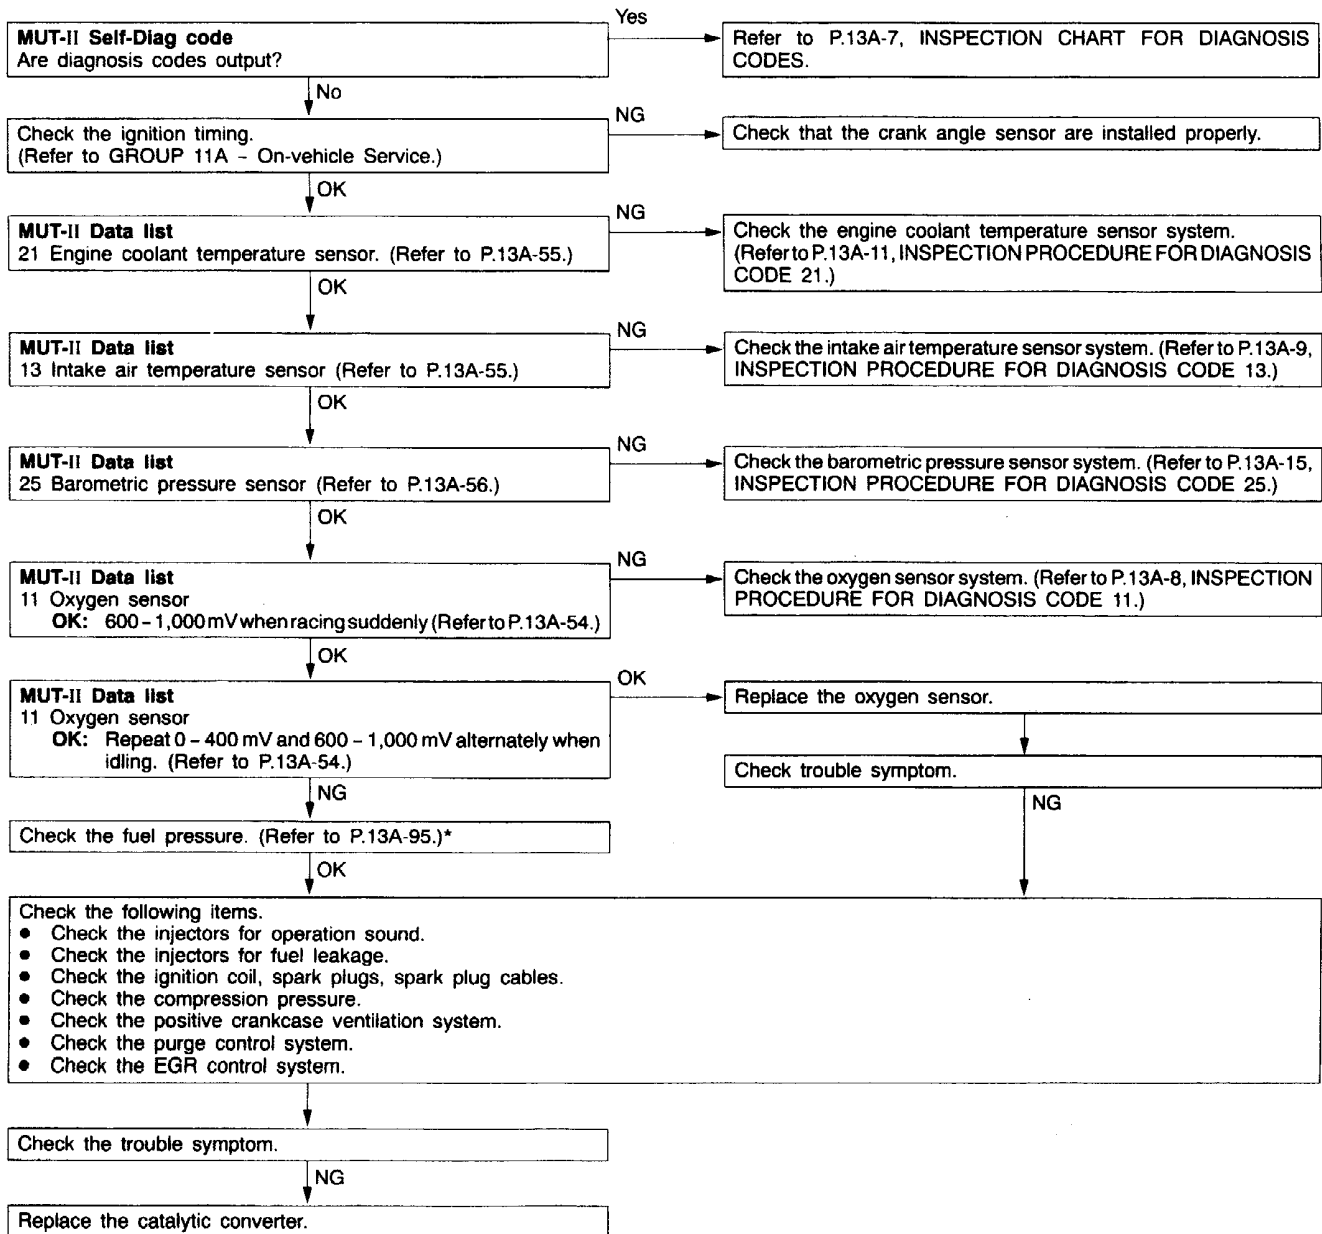 Yes
MUT-II Self-Diag code
Are diagnosis codes output?
Refer to P.13A-7, INSPECTION CHART FOR DIAGNOSIS
CODES.
No
NG
Check the ignition timing.
(Refer to GROUP 11A – On-vehicle Service.)
Check that the crank angle sensor are installed properly.
OK
NG
MUT-II Data list
21 Engine coolant temperature sensor. (Refer to P.13A-55.)
Check the engine coolant temperature sensor system.
(Refer to P.13A-11, INSPECTION PROCEDURE FOR DIAGNOSIS
CODE 21.)
OK
NG
MUT-II Data list
13 Intake air temperature sensor (Refer to P.13A-55.)
Check the intake air temperature sensor system. (Refer to P.13A-9,
INSPECTION PROCEDURE FOR DIAGNOSIS CODE 13.)
OK
NG
MUT-II Data list
25 Barometric pressure sensor (Refer to P.13A-56.)
Check the barometric pressure sensor system. (Refer to P.13A-15,
INSPECTION PROCEDURE FOR DIAGNOSIS CODE 25.)
OK
NG
MUT-II Data list
11 Oxygen sensor
OK: 600 – 1,000 mV when racing suddenly (Refer to P.13A-54.)
Check the oxygen sensor system. (Refer to P.13A-8, INSPECTION
PROCEDURE FOR DIAGNOSIS CODE 11.)
OK
OK
MUT-II Data list
11 Oxygen sensor
OK: Repeat 0 – 400 mV and 600 – 1,000 mV alternately when
idling. (Refer to P.13A-54.)
Replace the oxygen sensor.
Check trouble symptom.
NG
NG
Check the fuel pressure. (Refer to P.13A-95.)*
OK
Check the following items.
● Check the injectors for operation sound.
● Check the injectors for fuel leakage.
● Check the ignition coil, spark plugs, spark plug cables.
● Check the compression pressure.
● Check the positive crankcase ventilation system.
● Check the purge control system.
● Check the EGR control system.
Check the trouble symptom.
NG
Replace the catalytic converter.